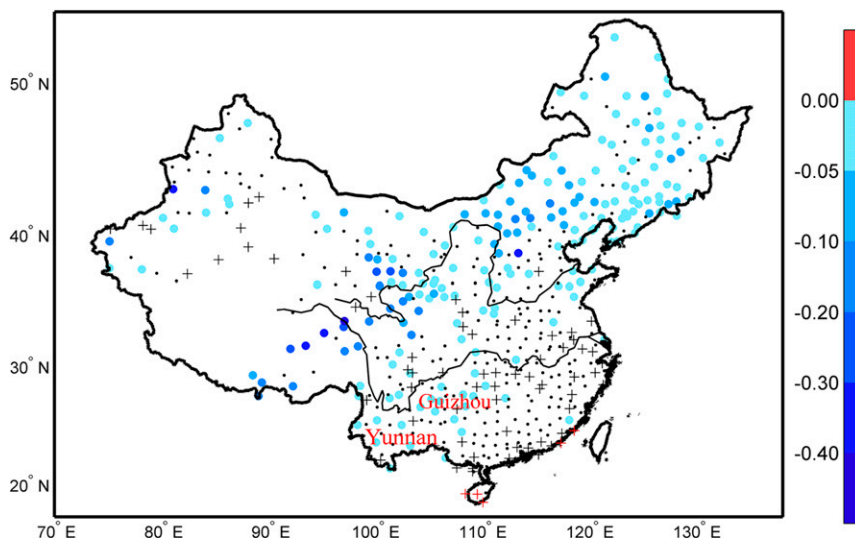 50° N
40° N
30° N
20° N
70° E
80° E
90° E
100° E
110° E
120° E
130° E
Guizhou
Yunnan
0.00
-0.05
-0.10
-0.20
-0.30
-0.40